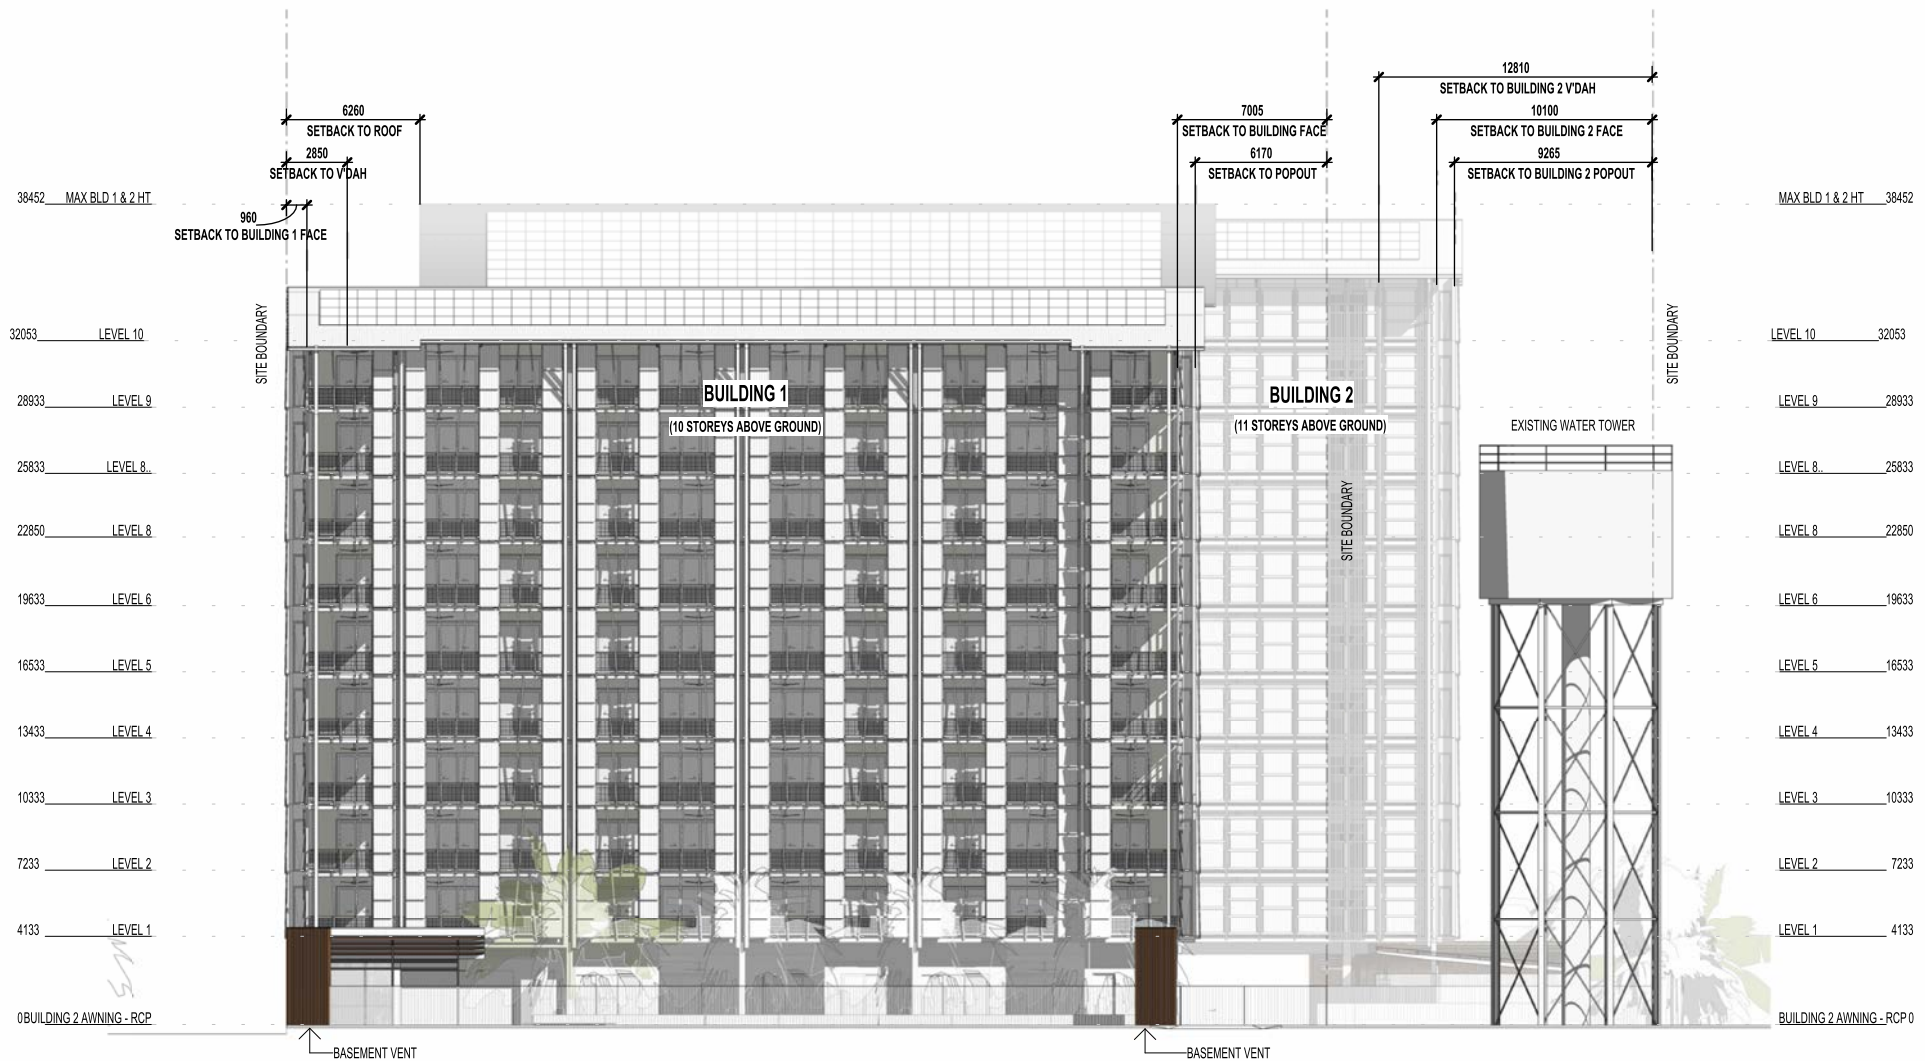 12810
SETBACK TO BUILDING 2 V'DAH
6260
SETBACK TO ROOF
7005
SETBACK TO BUILDING FACE
10100
SETBACK TO BUILDING 2 FACE
2850
SETBACK TO V'DAH
6170
SETBACK TO POPOUT
9265
SETBACK TO BUILDING 2 POPOUT
38452 MAX BLD 1 & 2 HT
MAX BLD 1 & 2 HT 38452
960
SETBACK TO BUILDING 1 FACE
SITE BOUNDARY
SITE BOUNDARY
32053 LEVEL 10
LEVEL 10 32053
BUILDING 1
(10 STOREYS ABOVE GROUND)
BUILDING 2
(11 STOREYS ABOVE GROUND)
28933 LEVEL 9
LEVEL 9 28933
EXISTING WATER TOWER
25833 LEVEL 8..
LEVEL 8.. 25833
SITE BOUNDARY
22850 LEVEL 8
LEVEL 8 22850
19633 LEVEL 6
LEVEL 6 19633
16533 LEVEL 5
LEVEL 5 16533
13433 LEVEL 4
LEVEL 4 13433
10333 LEVEL 3
LEVEL 3 10333
7233 LEVEL 2
LEVEL 2 7233
4133 LEVEL 1
LEVEL 1 4133
0 BUILDING 2 AWNING - RCP
BUILDING 2 AWNING - RCP 0
BASEMENT VENT
BASEMENT VENT